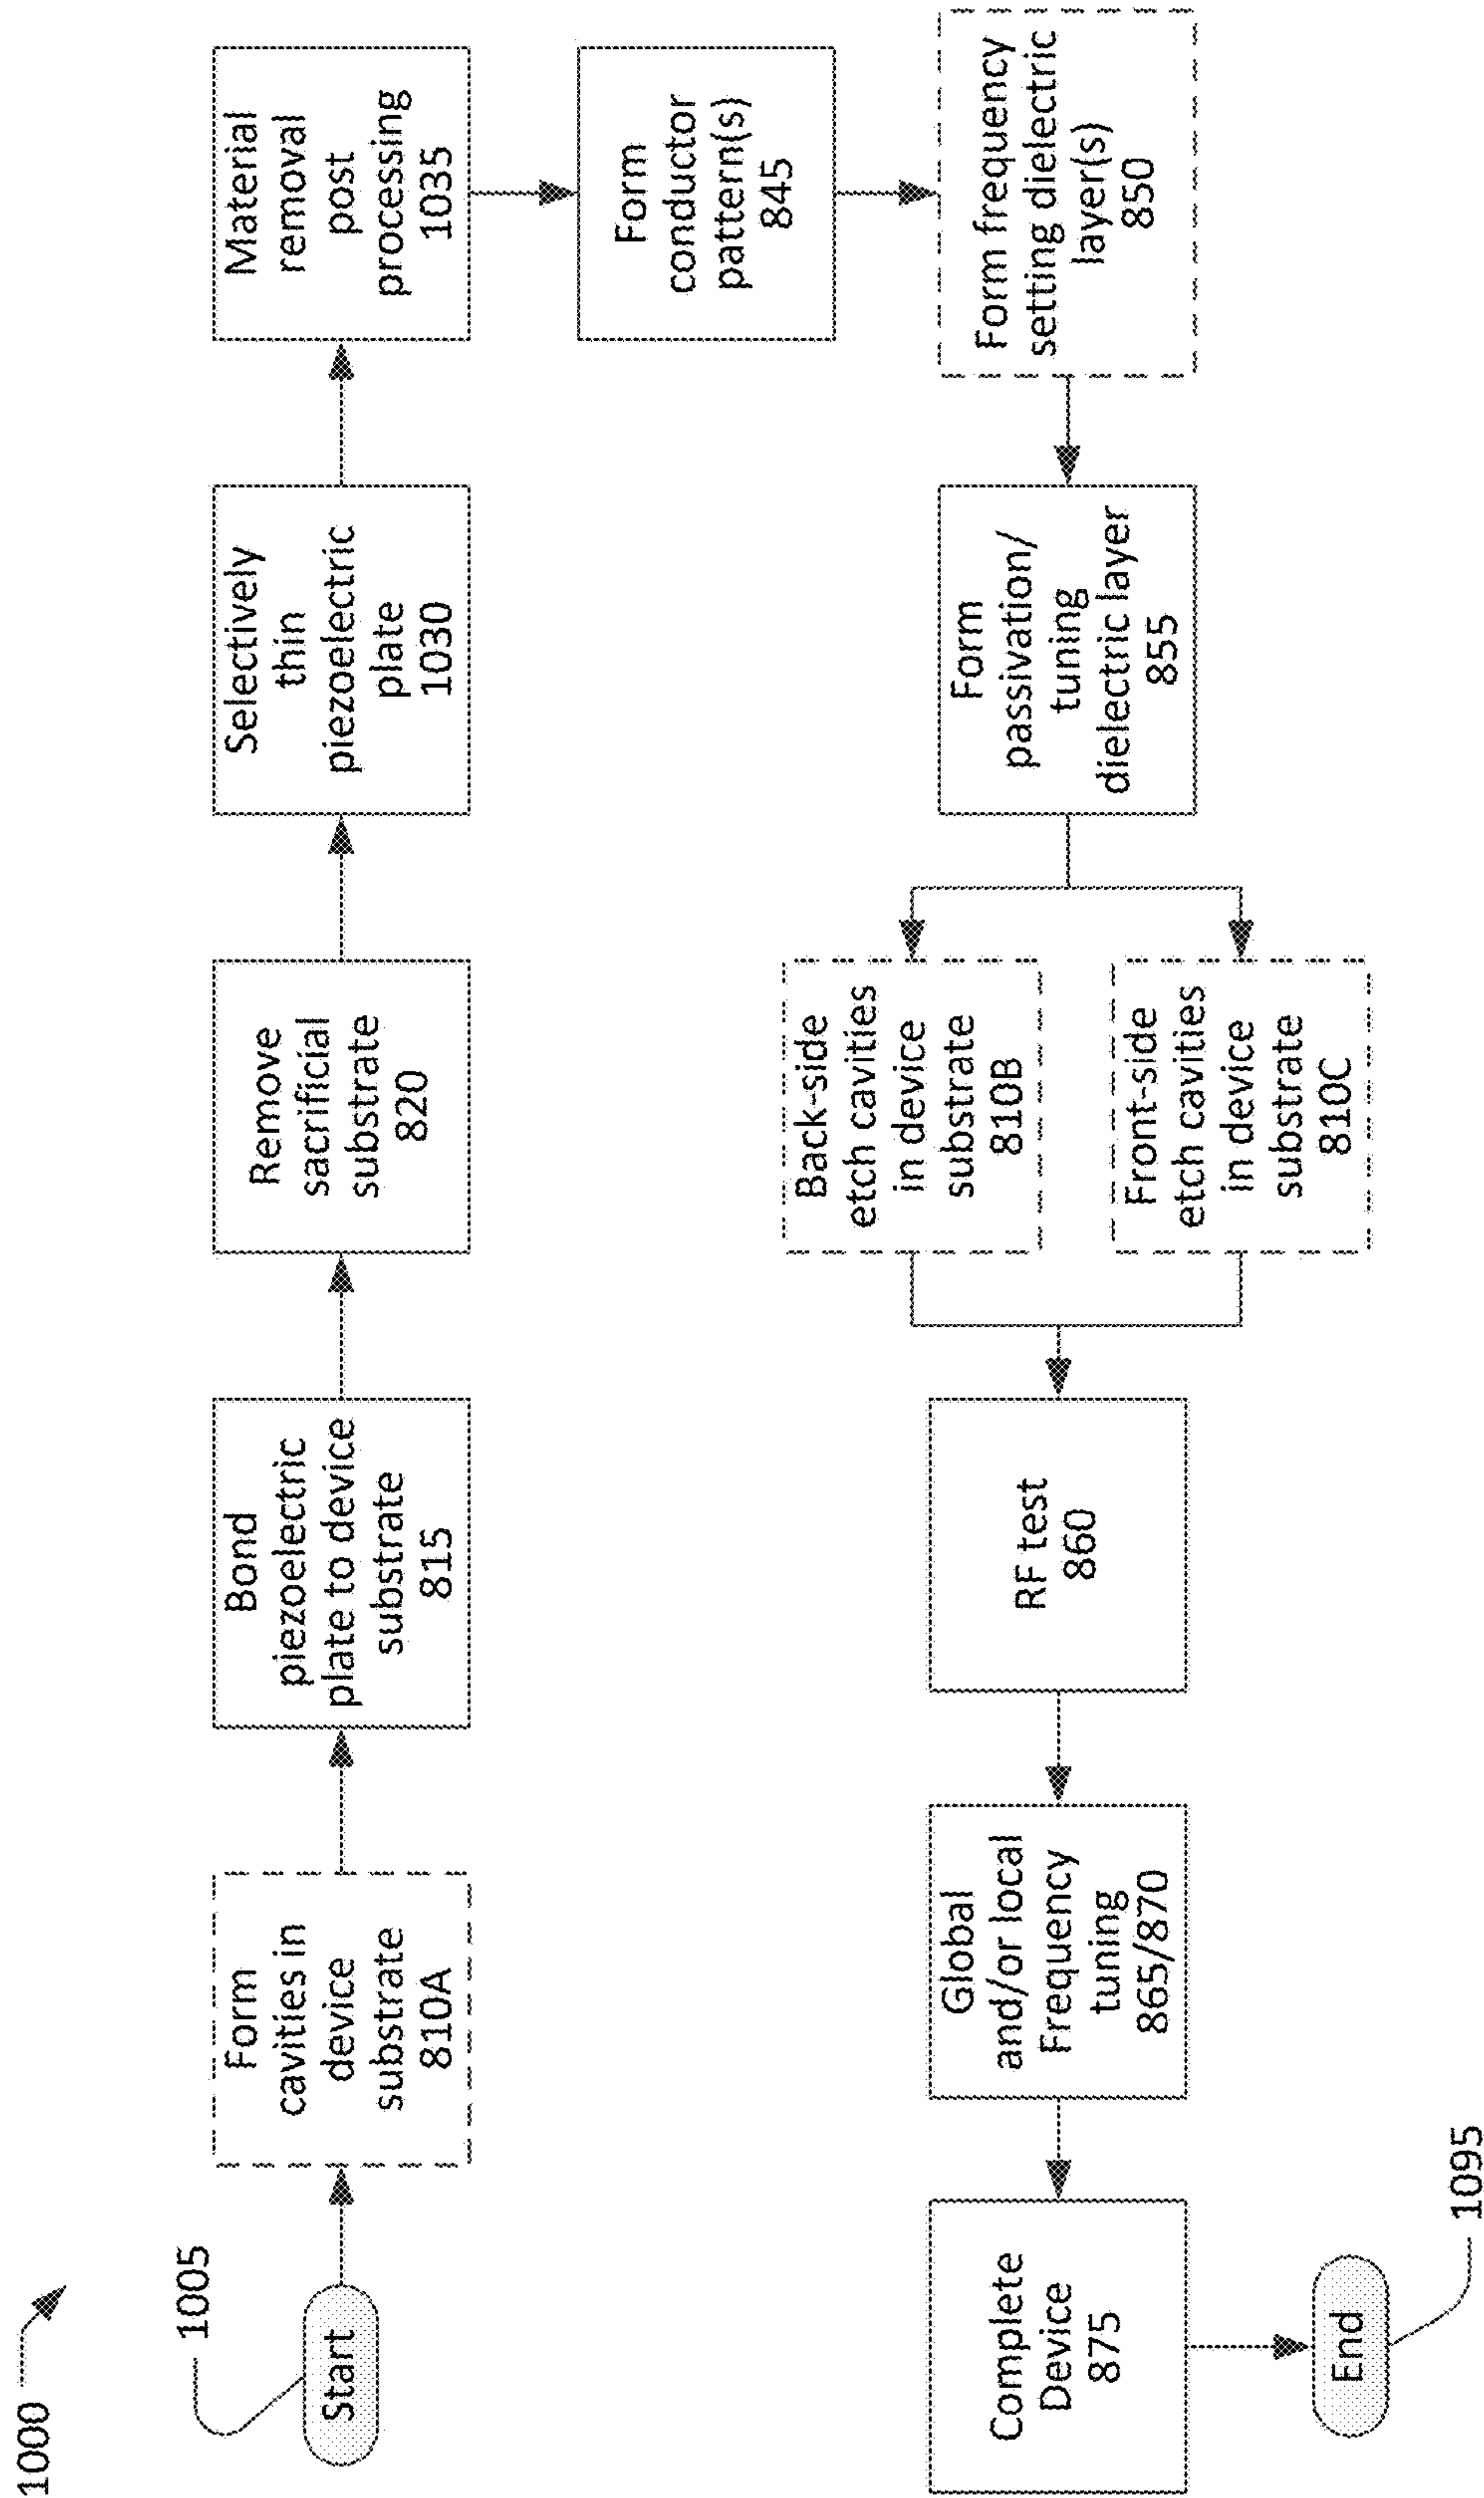 1000
1005
Start
Form
cavities in
device
substrate
810A
Bond
piezoelectric
plate to device
substrate
815
Remove
sacrificial
substrate
820
Selectively
thin
piezoelectric
plate
1030
Material
removal
post
processing
1035
Form
conductor
pattern(s)
845
Form frequency
setting dielectric
layer(s)
850
Form
passivation/
tuning
dielectric layer
855
Back-side
etch cavities
in device
substrate
810B
Front-side
etch cavities
in device
substrate
810C
RF test
860
Global
and/or local
Frequency
tuning
865/870
Complete
Device
875
End
1095